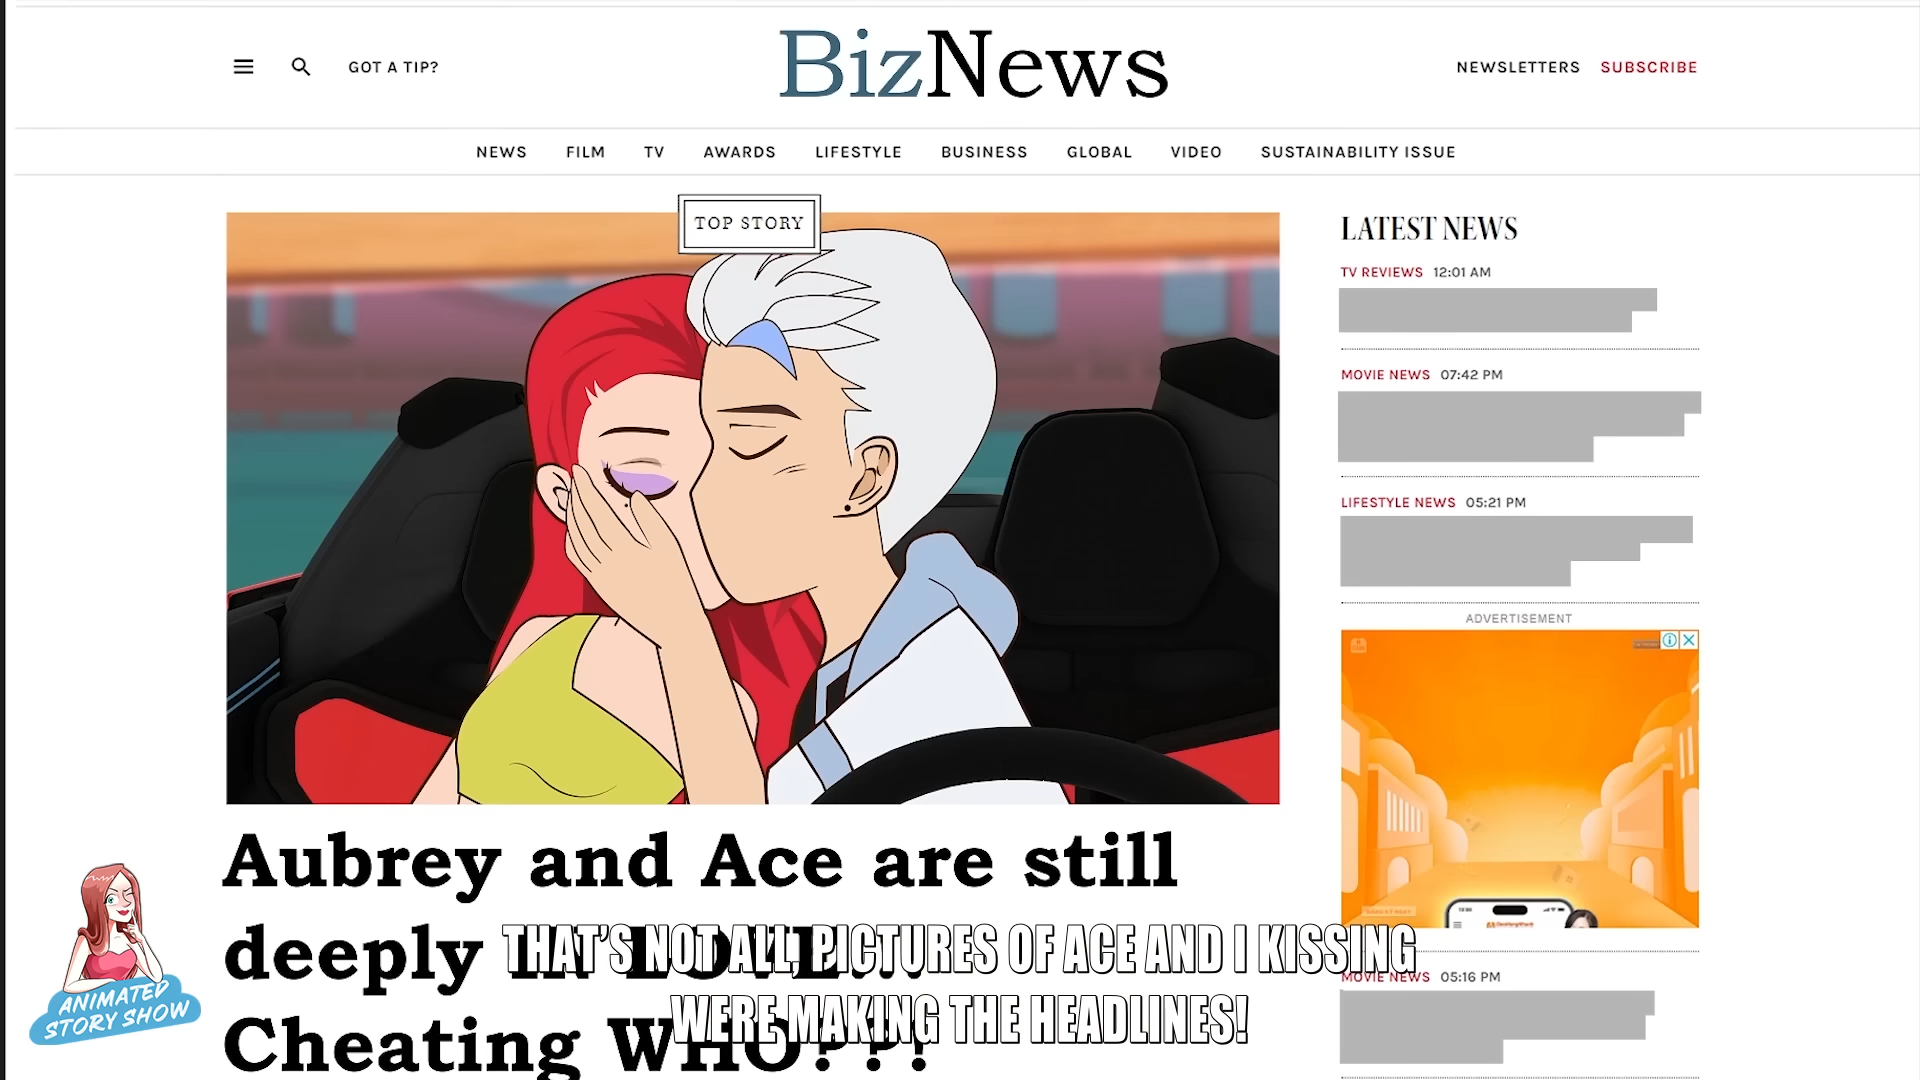 GOT A TIP?
BizNews
NEWSLETTERS SUBSCRIBE
NEWS FILM TV AWARDS LIFESTYLE BUSINESS GLOBAL VIDEO SUSTAINABILITY ISSUE
TOP STORY
Aubrey and Ace are still
deeply in LOVE...
Cheating WHO???!
THAT'S NOT ALL, PICTURES OF ACE AND I KISSING
WERE MAKING THE HEADLINES!
ANIMATED
STORY SHOW
LATEST NEWS
TV REVIEWS 12:01 AM
MOVIE NEWS 07:42 PM
LIFESTYLE NEWS 05:21 PM
ADVERTISEMENT
MOVIE NEWS 05:16 PM